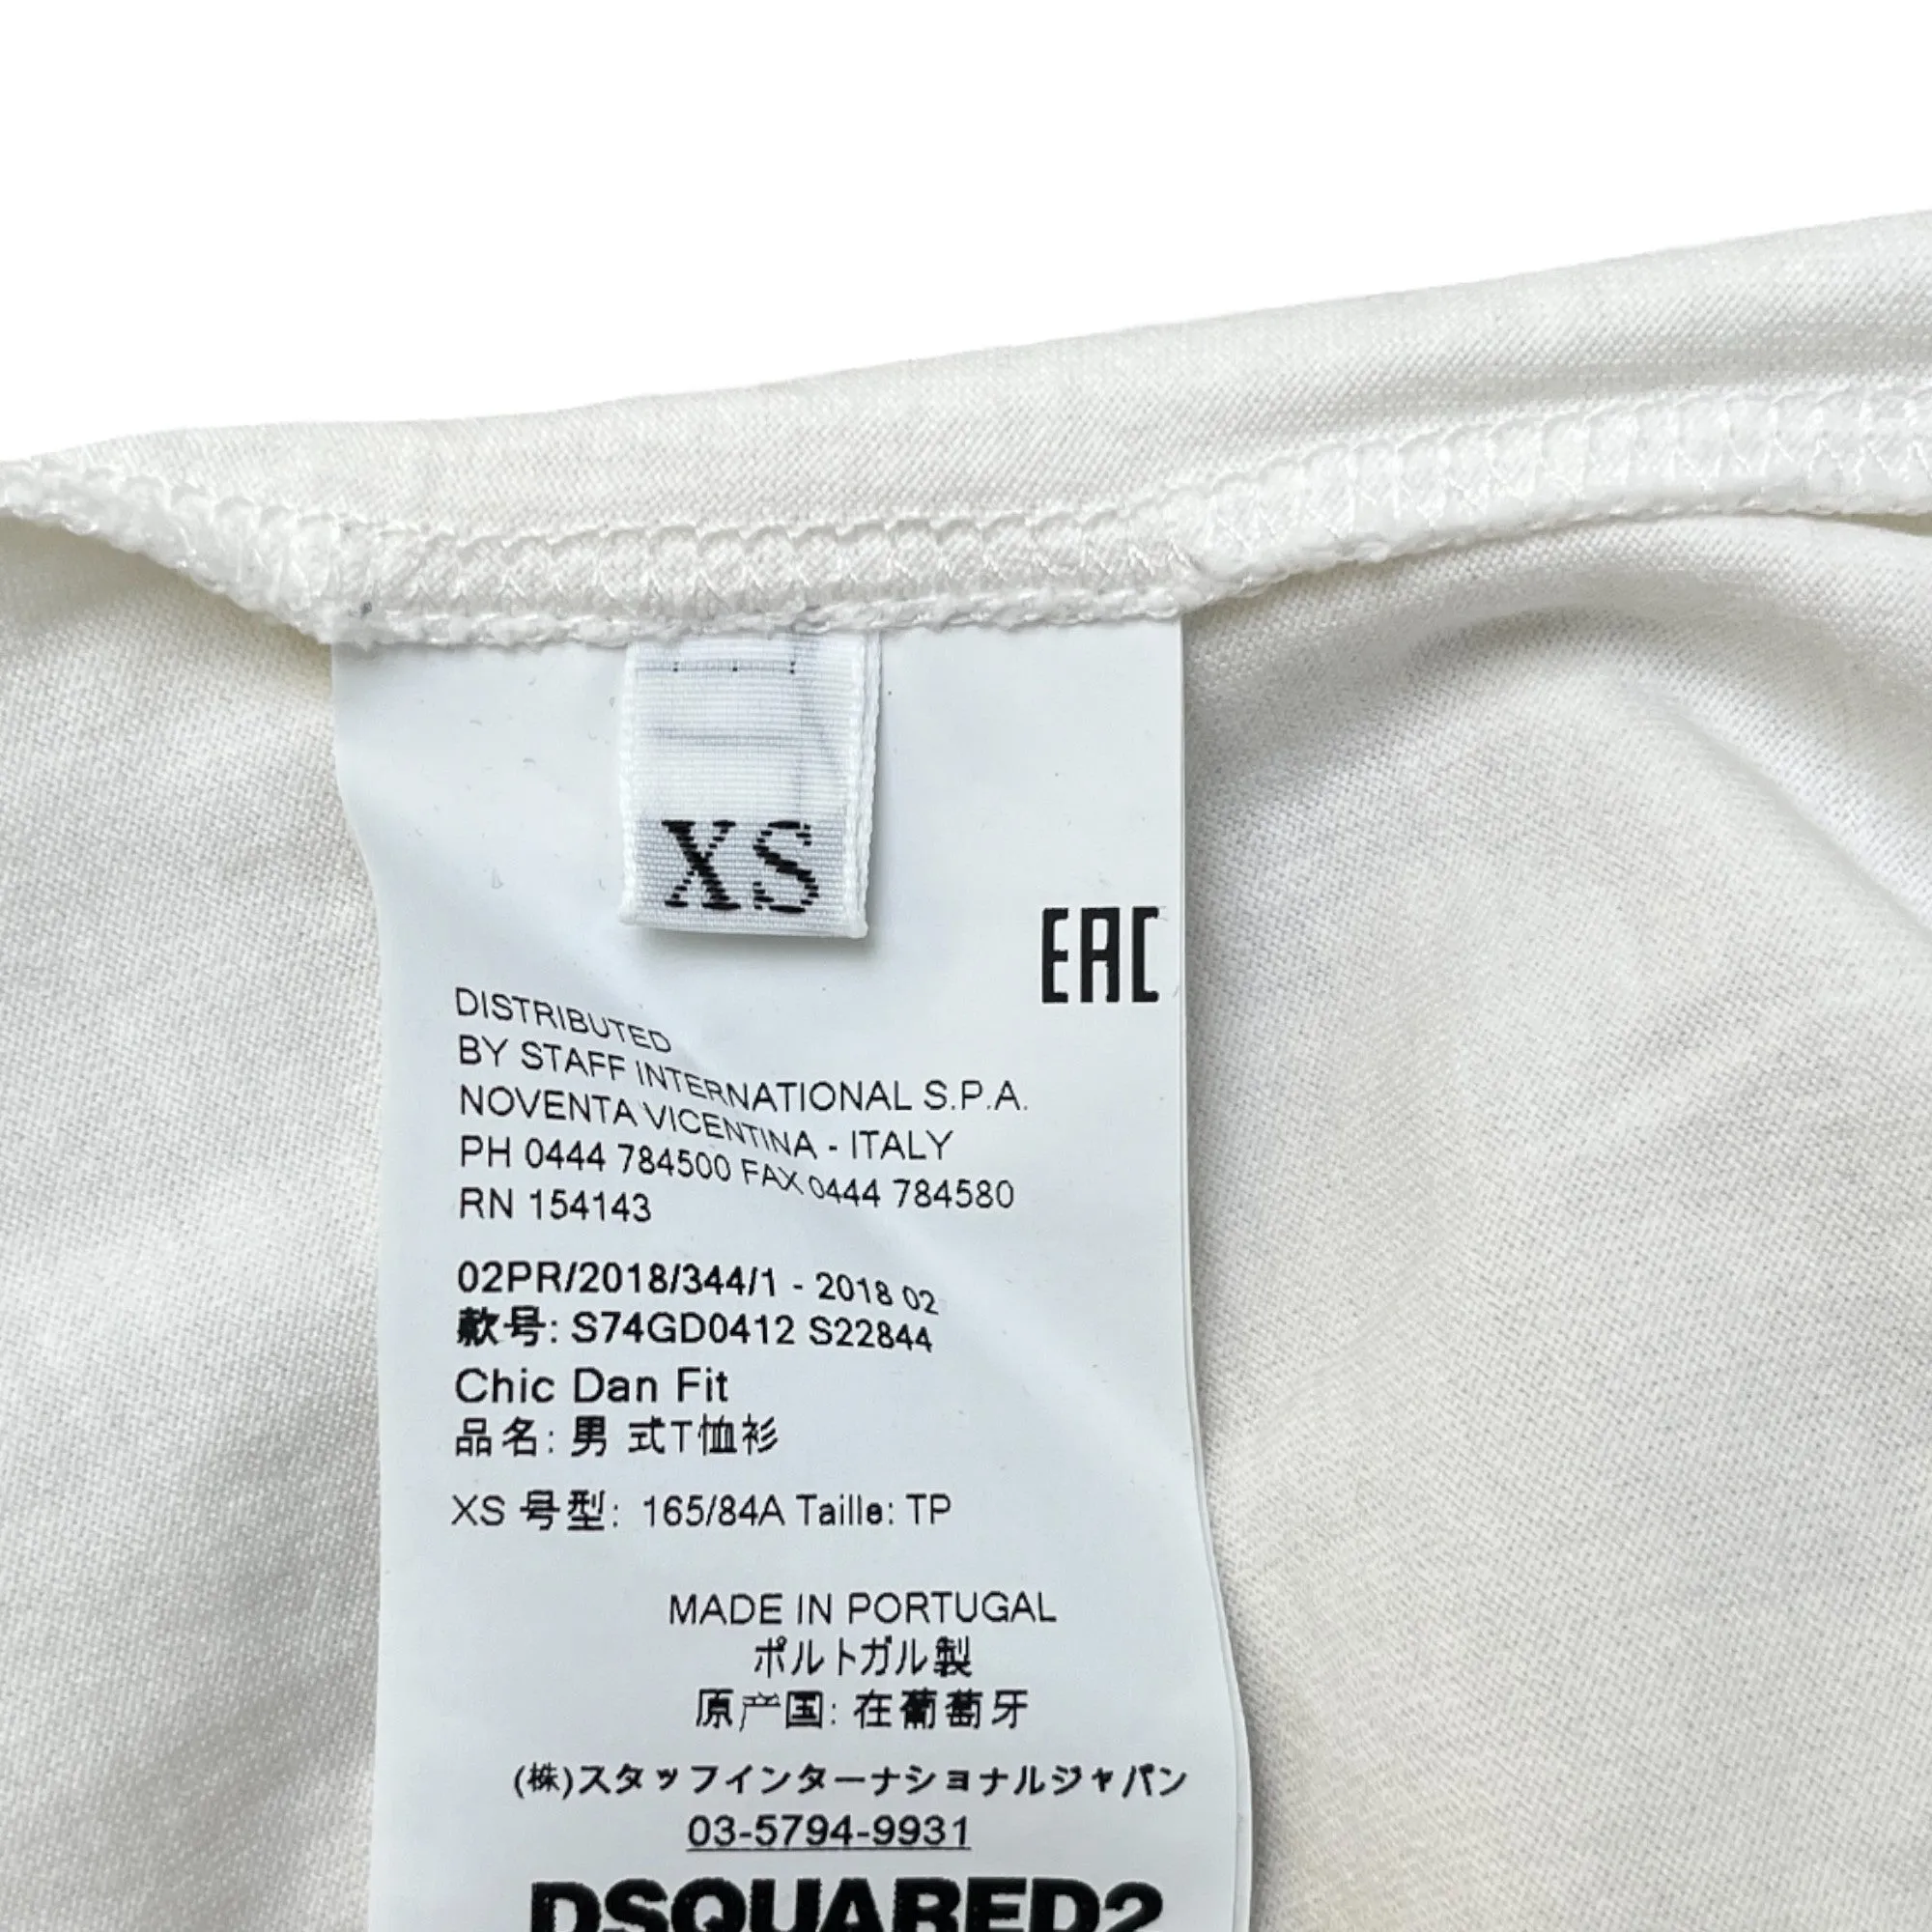 XS
EAC
DISTRIBUTED
BY STAFF INTERNATIONAL S.P.A.
NOVENTA VICENTINA - ITALY
PH 0444 784500 FAX 0444 784580
RN 154143
02PR/2018/344/1 - 2018 02
款号: S74GD0412 S22844
Chic Dan Fit
品名: 男 式T恤衫
XS 号型: 165/84A Taille: TP
MADE IN PORTUGAL
ポルトガル製
原产国: 在葡萄牙
(株)スタッフインターナショナルジャパン
03-5794-9931
DSQUARED2